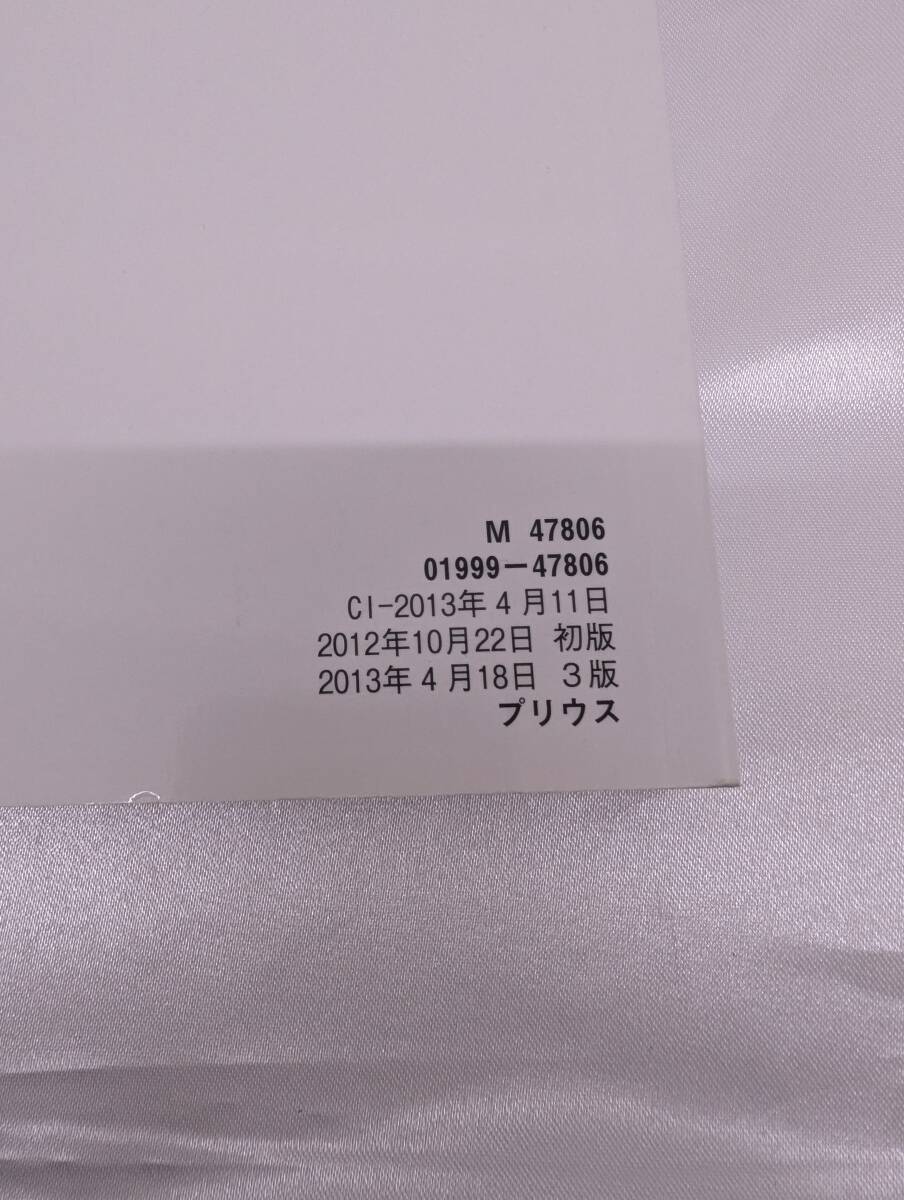 M 47806
01999−47806
CI-2013年4月11日
2012年10月22日 初版
2013年4月18日 3版
プリウス